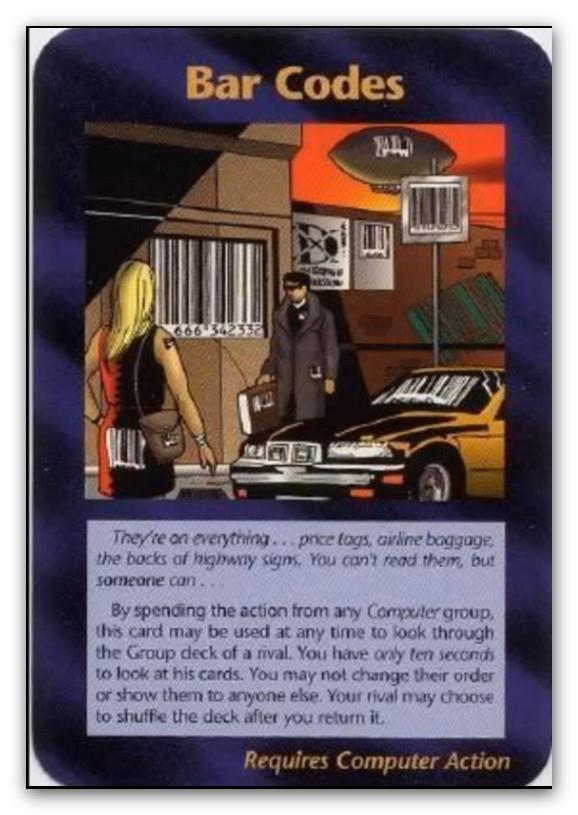 Bar Codes
666 342332
They're on everything . . . price tags, airline baggage,
the backs of highway signs. You can't read them, but
someone can . . .
By spending the action from any Computer group,
this card may be used at any time to look through
the Group deck of a rival. You have only ten seconds
to look at his cards. You may not change their order
or show them to anyone else. Your rival may choose
to shuffle the deck after you return it.
Requires Computer Action